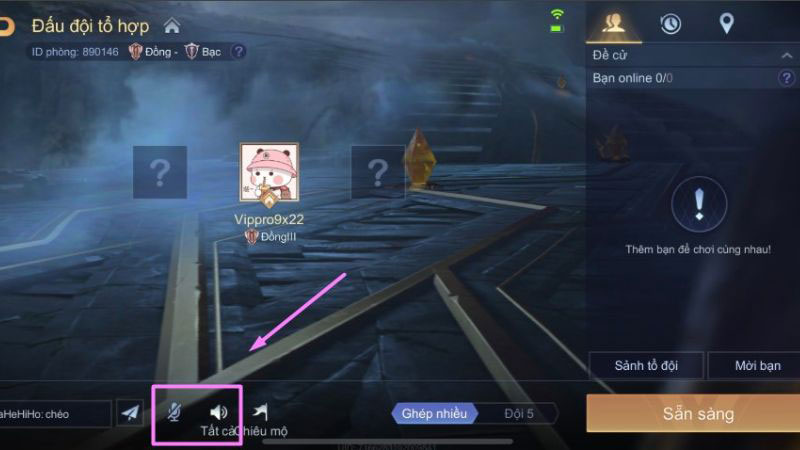 Đấu đội tổ hợp
ID phòng: 890146 Đồng - Bạc ?
Đề cử
Bạn online 0/0 ?
? ?
Vippro9x22
ĐồngIII
!
Thêm bạn để chơi cùng nhau!
Sảnh tổ đội Mời bạn
aHeHiHo: chéo
Ghép nhiều Đội 5
Sẵn sàng
Tất cả Chiêu mộ